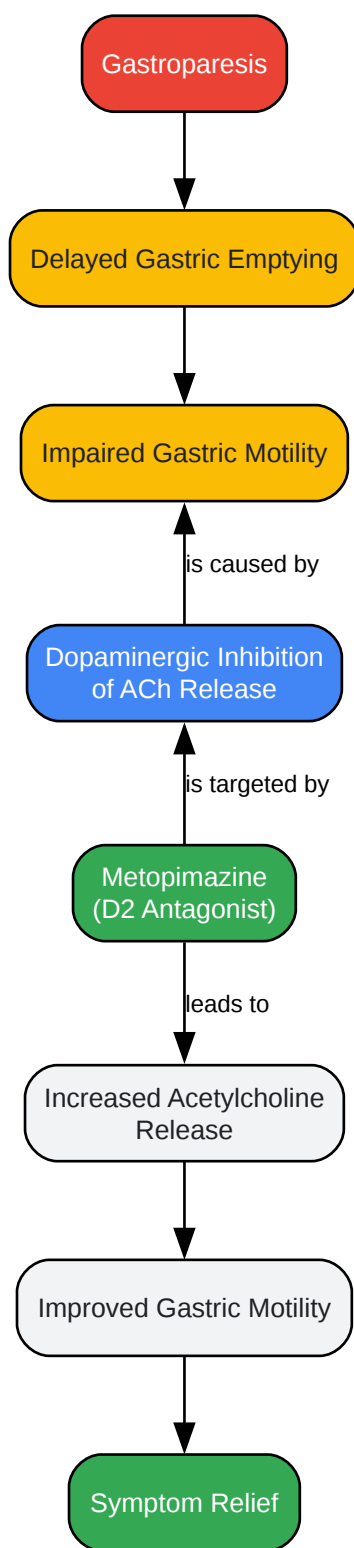 Gastroparesis
Delayed Gastric Emptying
Impaired Gastric Motility
is caused by
Dopaminergic Inhibition
of ACh Release
is targeted by
Metopimazine
(D2 Antagonist)
leads to
Increased Acetylcholine
Release
Improved Gastric Motility
Symptom Relief